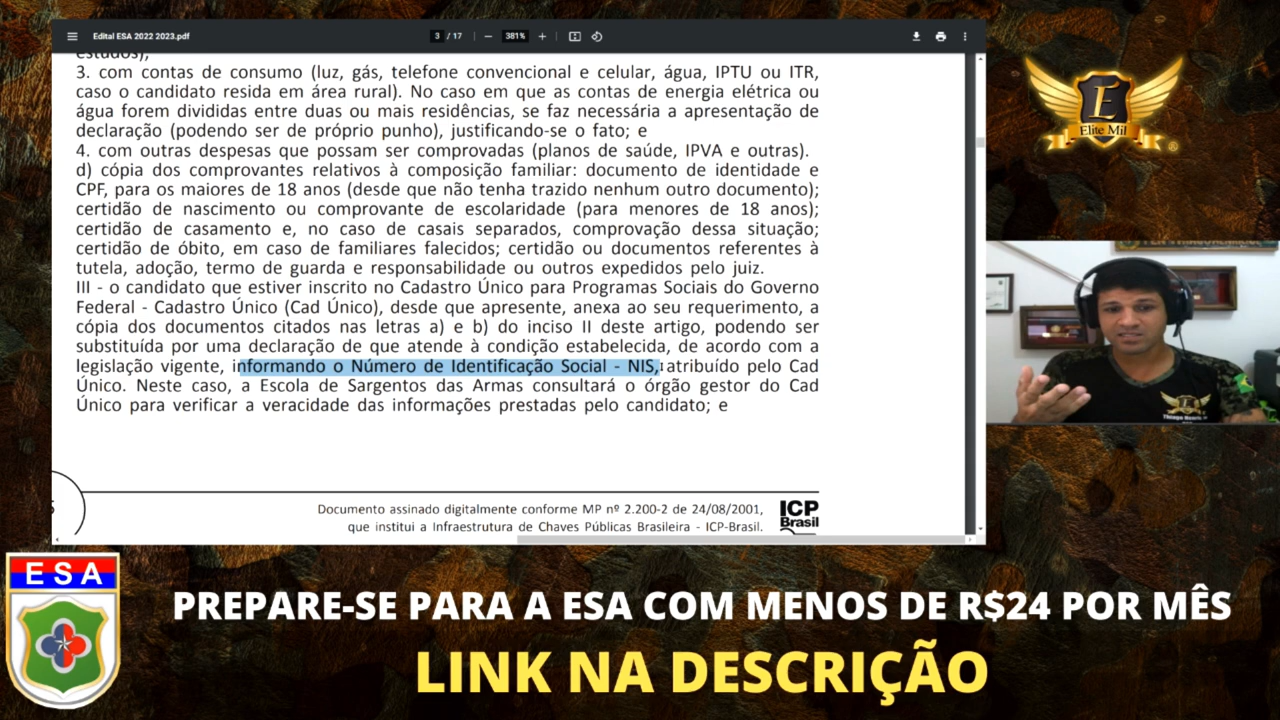 Edital ESA 2022 2023.pdf
3 / 17
381%
estudos);
3. com contas de consumo (luz, gás, telefone convencional e celular, água, IPTU ou ITR,
caso o candidato resida em área rural). No caso em que as contas de energia elétrica ou
água forem divididas entre duas ou mais residências, se faz necessária a apresentação de
declaração (podendo ser de próprio punho), justificando-se o fato; e
4. com outras despesas que possam ser comprovadas (planos de saúde, IPVA e outras).
d) cópia dos comprovantes relativos à composição familiar: documento de identidade e
CPF, para os maiores de 18 anos (desde que não tenha trazido nenhum outro documento);
certidão de nascimento ou comprovante de escolaridade (para menores de 18 anos);
certidão de casamento e, no caso de casais separados, comprovação dessa situação;
certidão de óbito, em caso de familiares falecidos; certidão ou documentos referentes à
tutela, adoção, termo de guarda e responsabilidade ou outros expedidos pelo juiz.
III - o candidato que estiver inscrito no Cadastro Único para Programas Sociais do Governo
Federal - Cadastro Único (Cad Único), desde que apresente, anexa ao seu requerimento, a
cópia dos documentos citados nas letras a) e b) do inciso II deste artigo, podendo ser
substituída por uma declaração de que atende à condição estabelecida, de acordo com a
legislação vigente, informando o Número de Identificação Social - NIS, atribuído pelo Cad
Único. Neste caso, a Escola de Sargentos das Armas consultará o órgão gestor do Cad
Único para verificar a veracidade das informações prestadas pelo candidato; e
Documento assinado digitalmente conforme MP nº 2.200-2 de 24/08/2001,
que institui a Infraestrutura de Chaves Públicas Brasileira - ICP-Brasil.
ICP
Brasil
E
Elite Mil
®
ESA
PREPARE-SE PARA A ESA COM MENOS DE R$24 POR MÊS
LINK NA DESCRIÇÃO